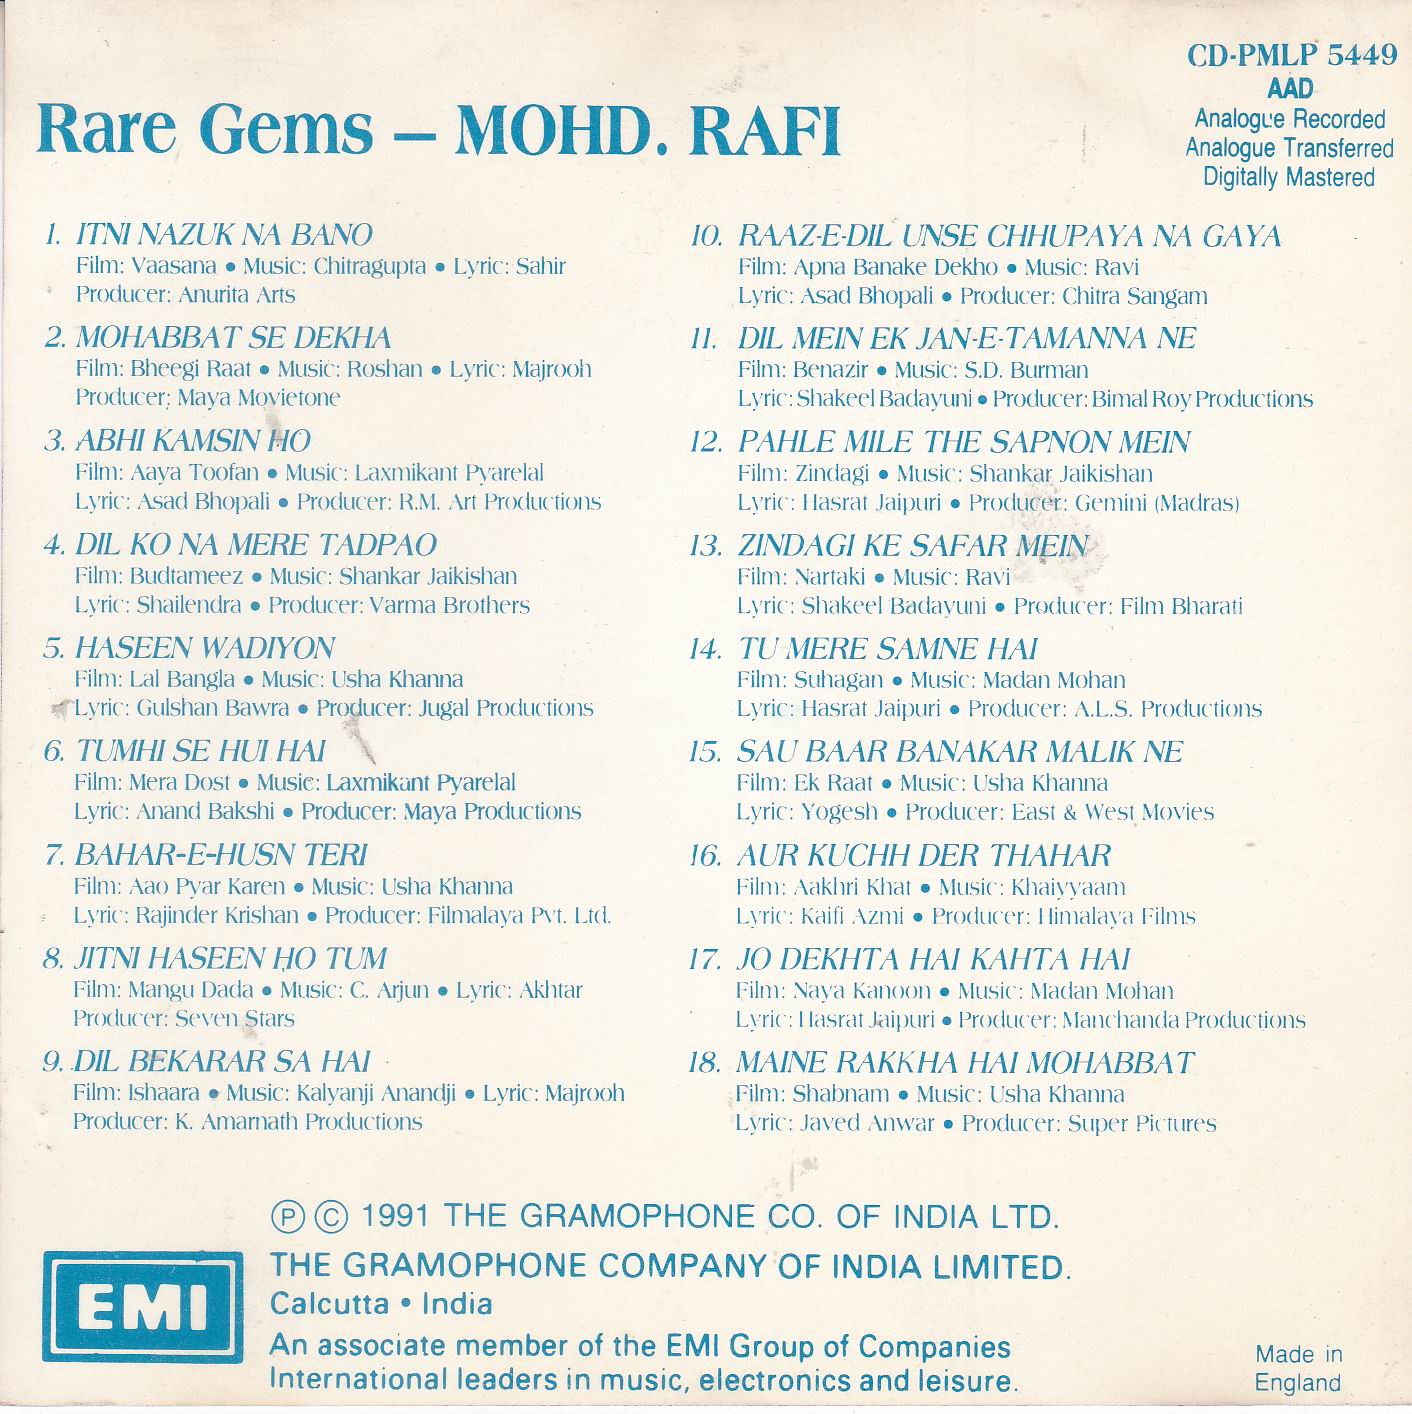 CD-PMLP 5449
AAD
Analogue Recorded
Analogue Transferred
Digitally Mastered
Rare Gems – MOHD. RAFI
1. ITNI NAZUK NA BANO
Film: Vaasana • Music: Chitragupta • Lyric: Sahir
Producer: Anurita Arts
2. MOHABBAT SE DEKHA
Film: Bheegi Raat • Music: Roshan • Lyric: Majrooh
Producer: Maya Movietone
3. ABHI KAMSIN HO
Film: Aaya Toofan • Music: Laxmikant Pyarelal
Lyric: Asad Bhopali • Producer: R.M. Art Productions
4. DIL KO NA MERE TADPAO
Film: Budtameez • Music: Shankar Jaikishan
Lyric: Shailendra • Producer: Varma Brothers
5. HASEEN WADIYON
Film: Lal Bangla • Music: Usha Khanna
Lyric: Gulshan Bawra • Producer: Jugal Productions
6. TUMHI SE HUI HAI
Film: Mera Dost • Music: Laxmikant Pyarelal
Lyric: Anand Bakshi • Producer: Maya Productions
7. BAHAR-E-HUSN TERI
Film: Aao Pyar Karen • Music: Usha Khanna
Lyric: Rajinder Krishan • Producer: Filmalaya Pvt. Ltd.
8. JITNI HASEEN HO TUM
Film: Mangu Dada • Music: C. Arjun • Lyric: Akhtar
Producer: Seven Stars
9. DIL BEKARAR SA HAI
Film: Ishaara • Music: Kalyanji Anandji • Lyric: Majrooh
Producer: K. Amarnath Productions
10. RAAZ-E-DIL UNSE CHHUPAYA NA GAYA
Film: Apna Banake Dekho • Music: Ravi
Lyric: Asad Bhopali • Producer: Chitra Sangam
11. DIL MEIN EK JAN-E-TAMANNA NE
Film: Benazir • Music: S.D. Burman
Lyric: Shakeel Badayuni • Producer: Bimal Roy Productions
12. PAHLE MILE THE SAPNON MEIN
Film: Zindagi • Music: Shankar Jaikishan
Lyric: Hasrat Jaipuri • Producer: Gemini (Madras)
13. ZINDAGI KE SAFAR MEIN
Film: Nartaki • Music: Ravi
Lyric: Shakeel Badayuni • Producer: Film Bharati
14. TU MERE SAMNE HAI
Film: Suhagan • Music: Madan Mohan
Lyric: Hasrat Jaipuri • Producer: A.L.S. Productions
15. SAU BAAR BANAKAR MALIK NE
Film: Ek Raat • Music: Usha Khanna
Lyric: Yogesh • Producer: East & West Movies
16. AUR KUCHH DER THAHAR
Film: Aakhri Khat • Music: Khaiyyaam
Lyric: Kaifi Azmi • Producer: Himalaya Films
17. JO DEKHTA HAI KAHTA HAI
Film: Naya Kanoon • Music: Madan Mohan
Lyric: Hasrat Jaipuri • Producer: Manchanda Productions
18. MAINE RAKKHA HAI MOHABBAT
Film: Shabnam • Music: Usha Khanna
Lyric: Javed Anwar • Producer: Super Pictures
Ⓟ Ⓒ 1991 THE GRAMOPHONE CO. OF INDIA LTD.
THE GRAMOPHONE COMPANY OF INDIA LIMITED.
Calcutta • India
EMI
An associate member of the EMI Group of Companies
International leaders in music, electronics and leisure.
Made in
England